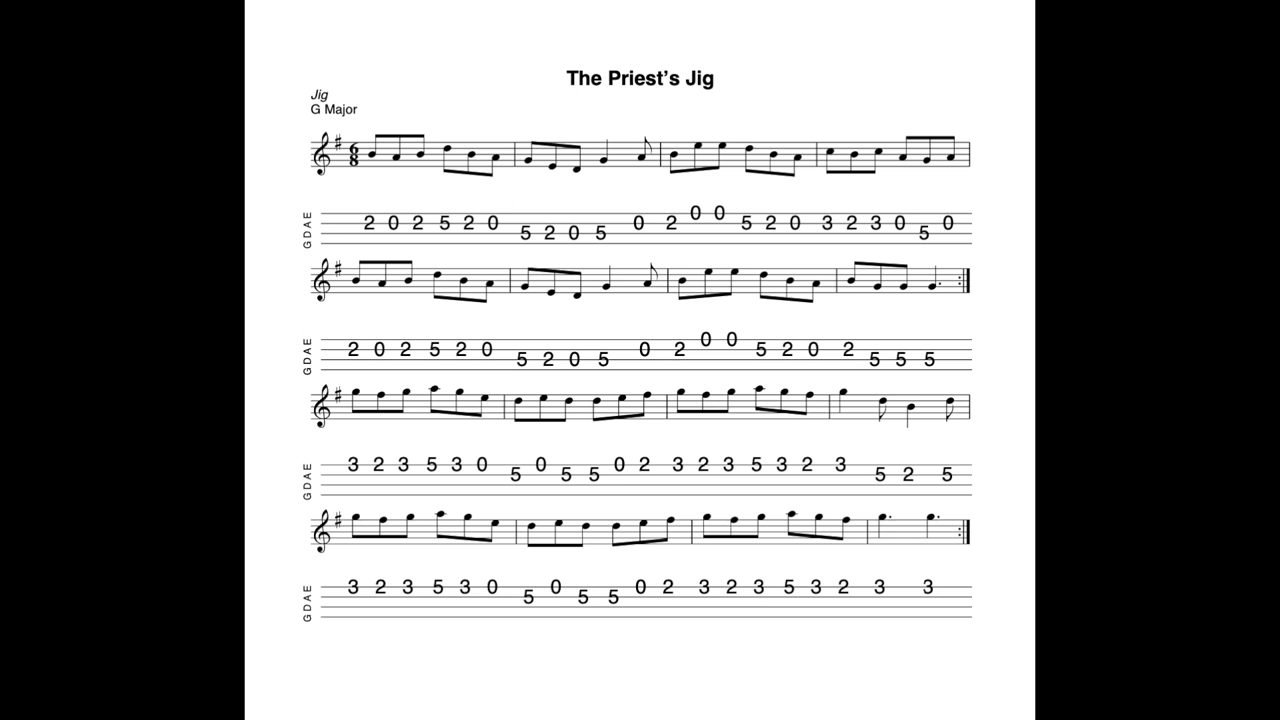 The Priest's Jig
Jig
G Major
6
8
G D A E 2 0 2 5 2 0 5 2 0 5 0 2 0 0 5 2 0 3 2 3 0 5 0
G D A E 2 0 2 5 2 0 5 2 0 5 0 2 0 0 5 2 0 2 5 5 5
G D A E 3 2 3 5 3 0 5 0 5 5 0 2 3 2 3 5 3 2 3 5 2 5
G D A E 3 2 3 5 3 0 5 0 5 5 0 2 3 2 3 5 3 2 3 3